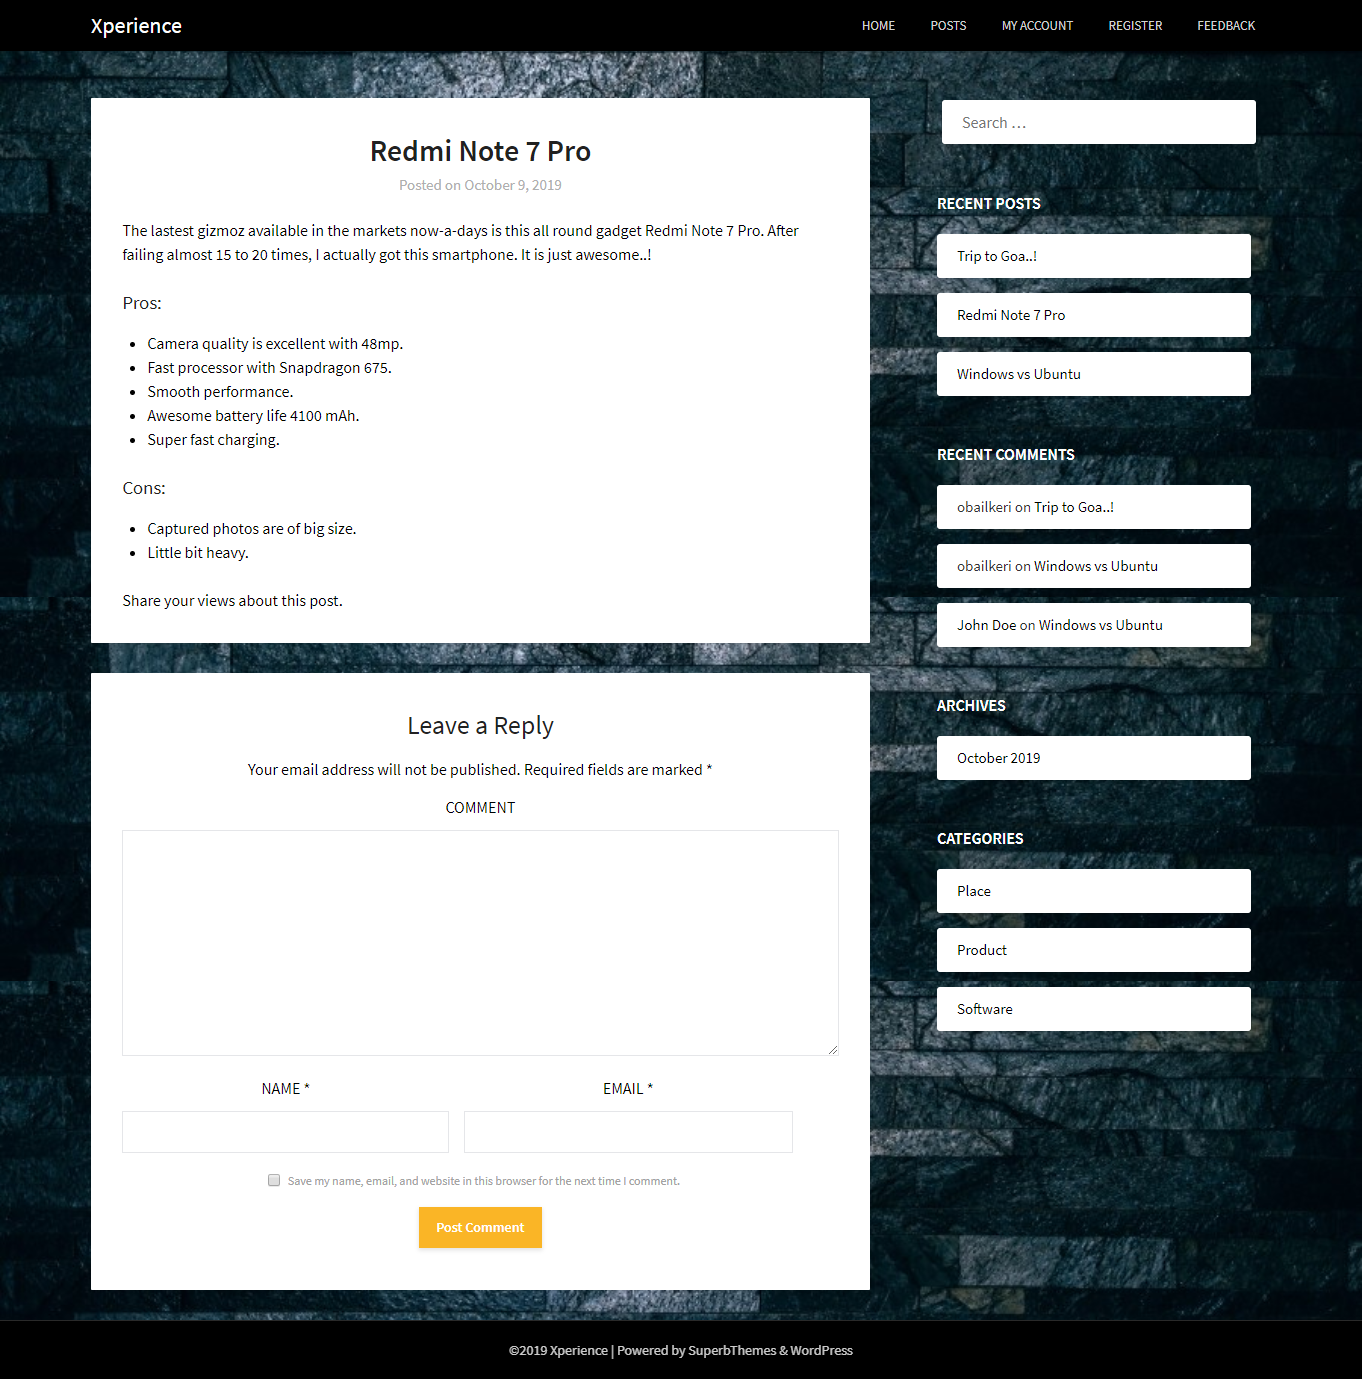 Xperience
HOME POSTS MY ACCOUNT REGISTER FEEDBACK
Redmi Note 7 Pro
Posted on October 9, 2019
The lastest gizmoz available in the markets now-a-days is this all round gadget Redmi Note 7 Pro. After
failing almost 15 to 20 times, I actually got this smartphone. It is just awesome..!
Pros:
Camera quality is excellent with 48mp.
Fast processor with Snapdragon 675.
Smooth performance.
Awesome battery life 4100 mAh.
Super fast charging.
Cons:
Captured photos are of big size.
Little bit heavy.
Share your views about this post.
Leave a Reply
Your email address will not be published. Required fields are marked *
COMMENT
NAME *
EMAIL *
Save my name, email, and website in this browser for the next time I comment.
Post Comment
Search …
RECENT POSTS
Trip to Goa..!
Redmi Note 7 Pro
Windows vs Ubuntu
RECENT COMMENTS
obailkeri on Trip to Goa..!
obailkeri on Windows vs Ubuntu
John Doe on Windows vs Ubuntu
ARCHIVES
October 2019
CATEGORIES
Place
Product
Software
©2019 Xperience | Powered by SuperbThemes & WordPress